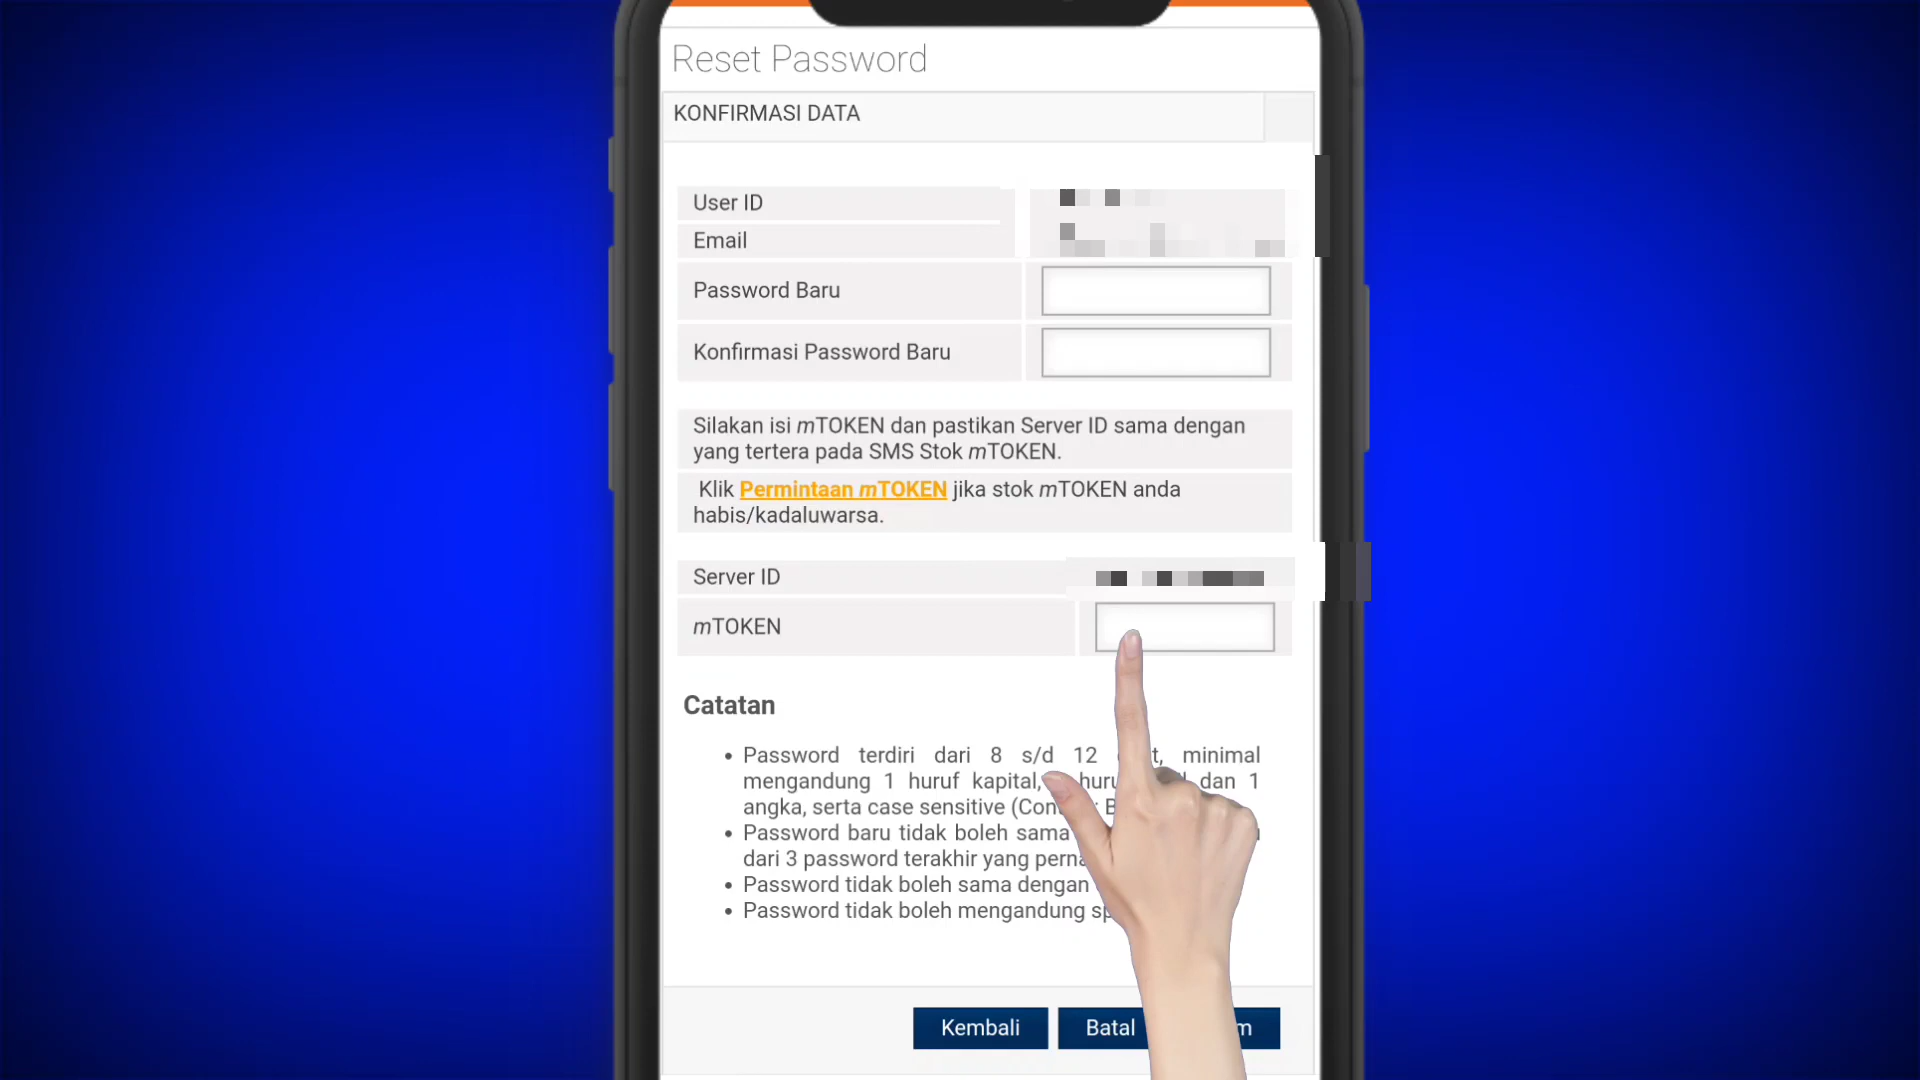 Reset Password
KONFIRMASI DATA
User ID
Email
Password Baru
Konfirmasi Password Baru
Silakan isi mTOKEN dan pastikan Server ID sama dengan
yang tertera pada SMS Stok mTOKEN.
Klik Permintaan mTOKEN jika stok mTOKEN anda
habis/kadaluwarsa.
Server ID
mTOKEN
Catatan
• Password terdiri dari 8 s/d 12 minimal
mengandung 1 huruf kapital, dan 1
angka, serta case sensitive
• Password baru tidak boleh sama
dari 3 password terakhir yang
• Password tidak boleh sama dengan
• Password tidak boleh mengandung
Kembali Batal